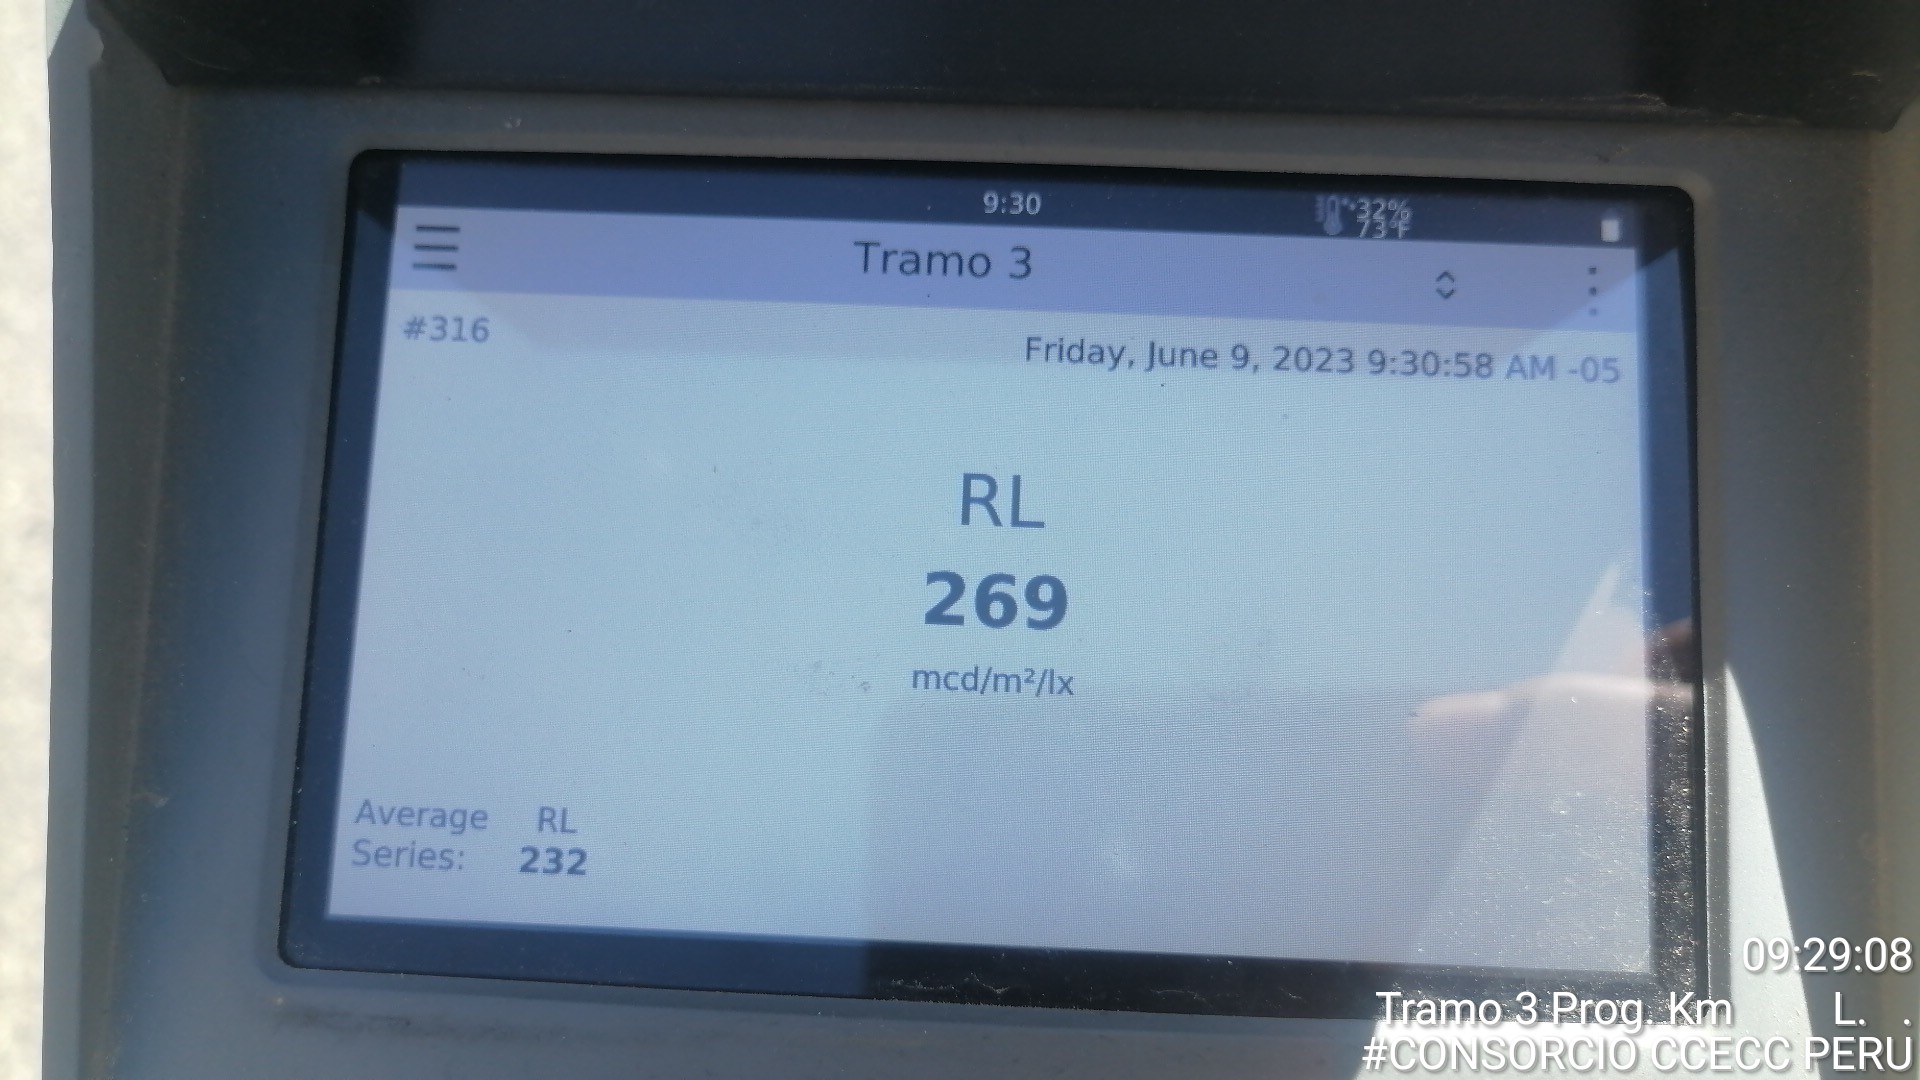 9:30
32%
73°F
Tramo 3
#316
Friday, June 9, 2023 9:30:58 AM -05
RL
269
mcd/m²/lx
Average RL
Series: 232
09:29:08
Tramo 3 Prog. Km L. .
#CONSORCIO CCECC PERU